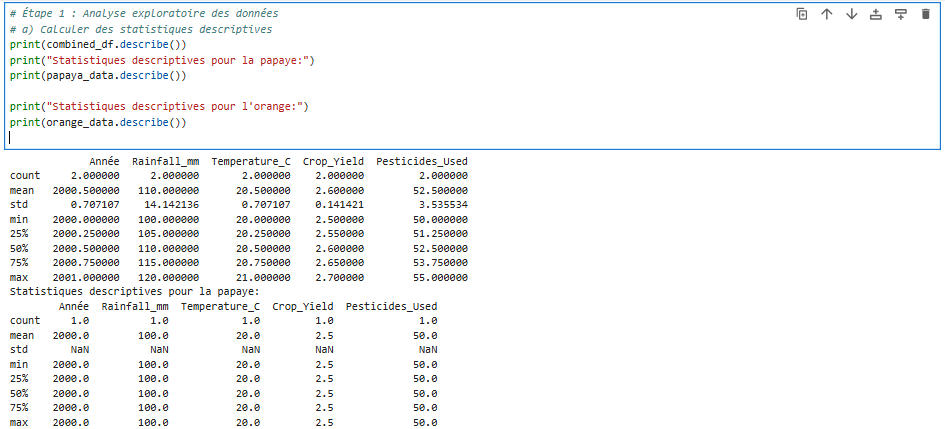 # Étape 1 : Analyse exploratoire des données
# a) Calculer des statistiques descriptives
print(combined_df.describe())
print("Statistiques descriptives pour la papaye:")
print(papaya_data.describe())
print("Statistiques descriptives pour l'orange:")
print(orange_data.describe())
Année Rainfall_mm Temperature_C Crop_Yield Pesticides_Used
count 2.000000 2.000000 2.000000 2.000000 2.000000
mean 2000.500000 110.000000 20.500000 2.600000 52.500000
std 0.707107 14.142136 0.707107 0.141421 3.535534
min 2000.000000 100.000000 20.000000 2.500000 50.000000
25% 2000.250000 105.000000 20.250000 2.550000 51.250000
50% 2000.500000 110.000000 20.500000 2.600000 52.500000
75% 2000.750000 115.000000 20.750000 2.650000 53.750000
max 2001.000000 120.000000 21.000000 2.700000 55.000000
Statistiques descriptives pour la papaye:
Année Rainfall_mm Temperature_C Crop_Yield Pesticides_Used
count 1.0 1.0 1.0 1.0 1.0
mean 2000.0 100.0 20.0 2.5 50.0
std NaN NaN NaN NaN NaN
min 2000.0 100.0 20.0 2.5 50.0
25% 2000.0 100.0 20.0 2.5 50.0
50% 2000.0 100.0 20.0 2.5 50.0
75% 2000.0 100.0 20.0 2.5 50.0
max 2000.0 100.0 20.0 2.5 50.0